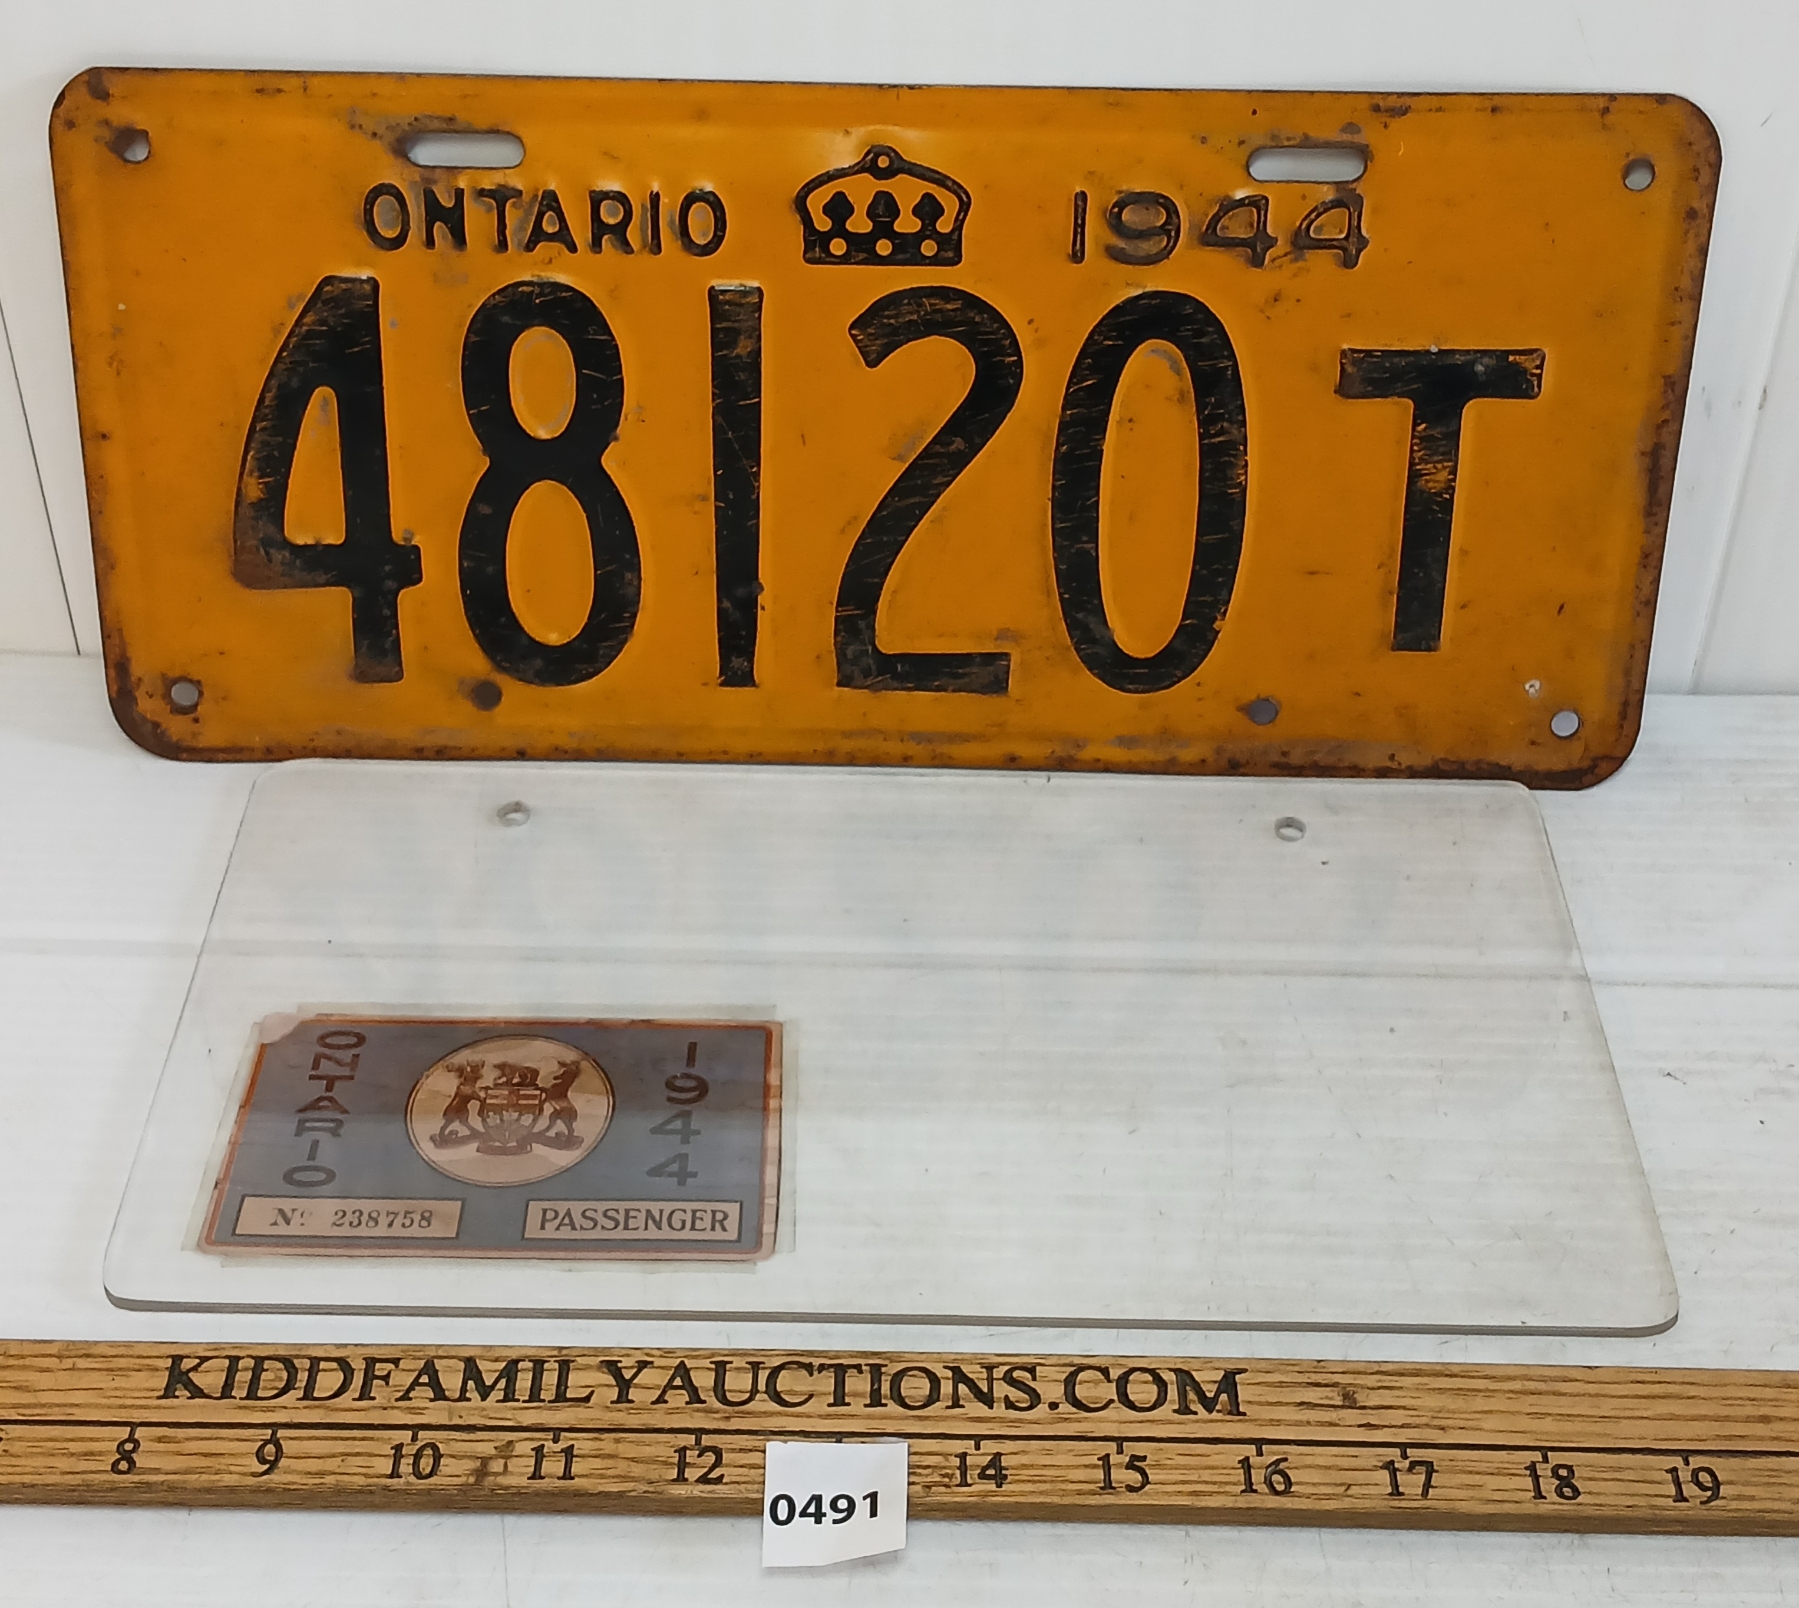 ONTARIO 1944
48120T
ONTARIO
1944
Nº 238758
PASSENGER
KIDDFAMILYAUCTIONS.COM
8 9 10 11 12 14 15 16 17 18 19
0491